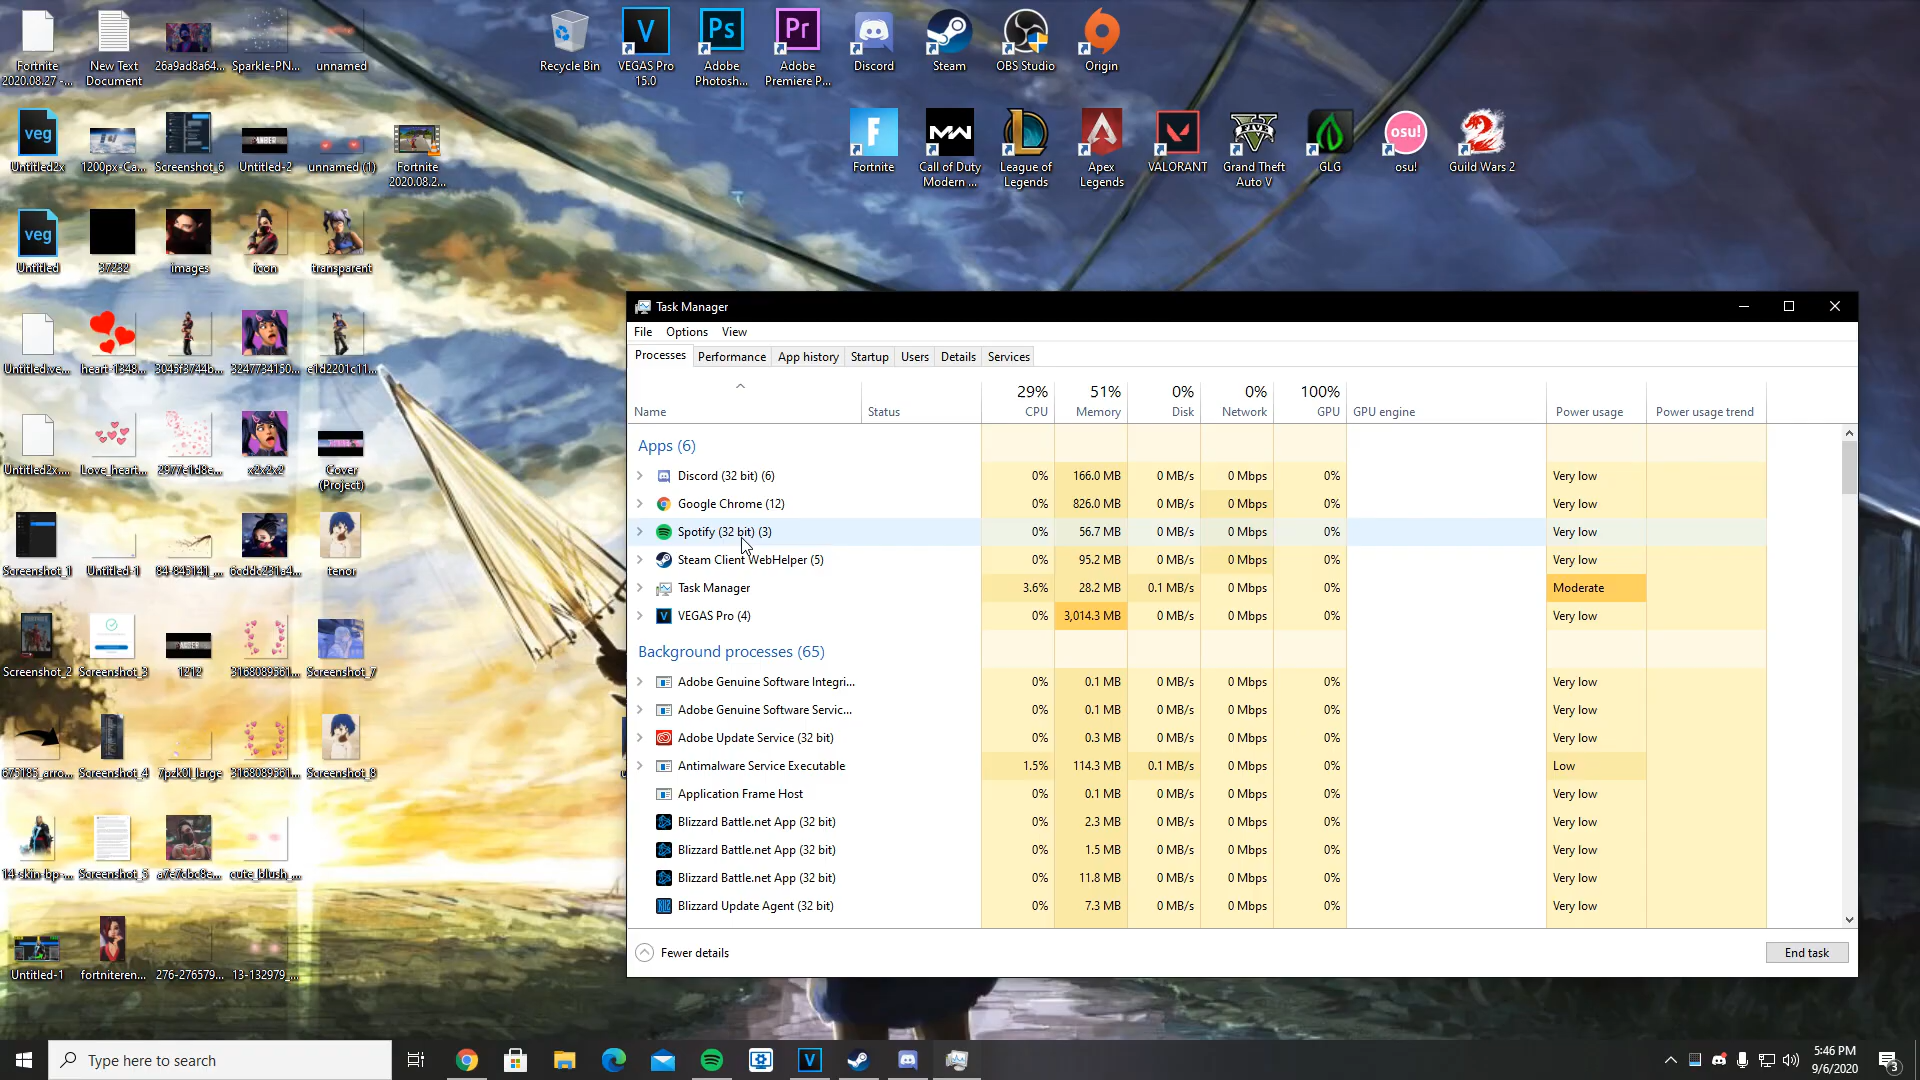 Fortnite
2020.08.27 -...
New Text
Document
26a9ad8a64...
Sparkle-PN...
unnamed
Recycle Bin
VEGAS Pro
15.0
Adobe
Photosh...
Adobe
Premiere P...
Discord
Steam
OBS Studio
Origin
Untitled2x
1200px-Ca...
Screenshot_6
Untitled-2
unnamed (1)
Fortnite
2020.08.2...
Fortnite
Call of Duty
Modern ...
League of
Legends
Apex
Legends
VALORANT
Grand Theft
Auto V
GLG
osu!
Guild Wars 2
Untitled
37232
images
icon
transparent
Untitled.ve...
heart-1348...
3045f3744b...
3247734150...
e1d2201c11...
Untitled2x....
Love_heart...
2977e1d8e...
x2x2x2
Cover
(Project)
Screenshot_1
Untitled-1
84-845141_...
6cddc231a4...
tenor
Screenshot_2
Screenshot_3
1212
3168089561...
Screenshot_7
675185_arro...
Screenshot_4
7pzk0l_large
3168089561...
Screenshot_8
14-skin-bp-...
Screenshot_5
a7e7cbc8e...
cute_blush_...
Untitled-1
fortniteren...
276-276579...
13-132979_...
Task Manager
File Options View
Processes Performance App history Startup Users Details Services
29% 51% 0% 0% 100%
Name Status CPU Memory Disk Network GPU GPU engine Power usage Power usage trend
Apps (6)
Discord (32 bit) (6) 0% 166.0 MB 0 MB/s 0 Mbps 0% Very low
Google Chrome (12) 0% 826.0 MB 0 MB/s 0 Mbps 0% Very low
Spotify (32 bit) (3) 0% 56.7 MB 0 MB/s 0 Mbps 0% Very low
Steam Client WebHelper (5) 0% 95.2 MB 0 MB/s 0 Mbps 0% Very low
Task Manager 3.6% 28.2 MB 0.1 MB/s 0 Mbps 0% Moderate
VEGAS Pro (4) 0% 3,014.3 MB 0 MB/s 0 Mbps 0% Very low
Background processes (65)
Adobe Genuine Software Integri... 0% 0.1 MB 0 MB/s 0 Mbps 0% Very low
Adobe Genuine Software Servic... 0% 0.1 MB 0 MB/s 0 Mbps 0% Very low
Adobe Update Service (32 bit) 0% 0.3 MB 0 MB/s 0 Mbps 0% Very low
Antimalware Service Executable 1.5% 114.3 MB 0.1 MB/s 0 Mbps 0% Low
Application Frame Host 0% 0.1 MB 0 MB/s 0 Mbps 0% Very low
Blizzard Battle.net App (32 bit) 0% 2.3 MB 0 MB/s 0 Mbps 0% Very low
Blizzard Battle.net App (32 bit) 0% 1.5 MB 0 MB/s 0 Mbps 0% Very low
Blizzard Battle.net App (32 bit) 0% 11.8 MB 0 MB/s 0 Mbps 0% Very low
Blizzard Update Agent (32 bit) 0% 7.3 MB 0 MB/s 0 Mbps 0% Very low
Fewer details
End task
Type here to search
5:46 PM
9/6/2020
3